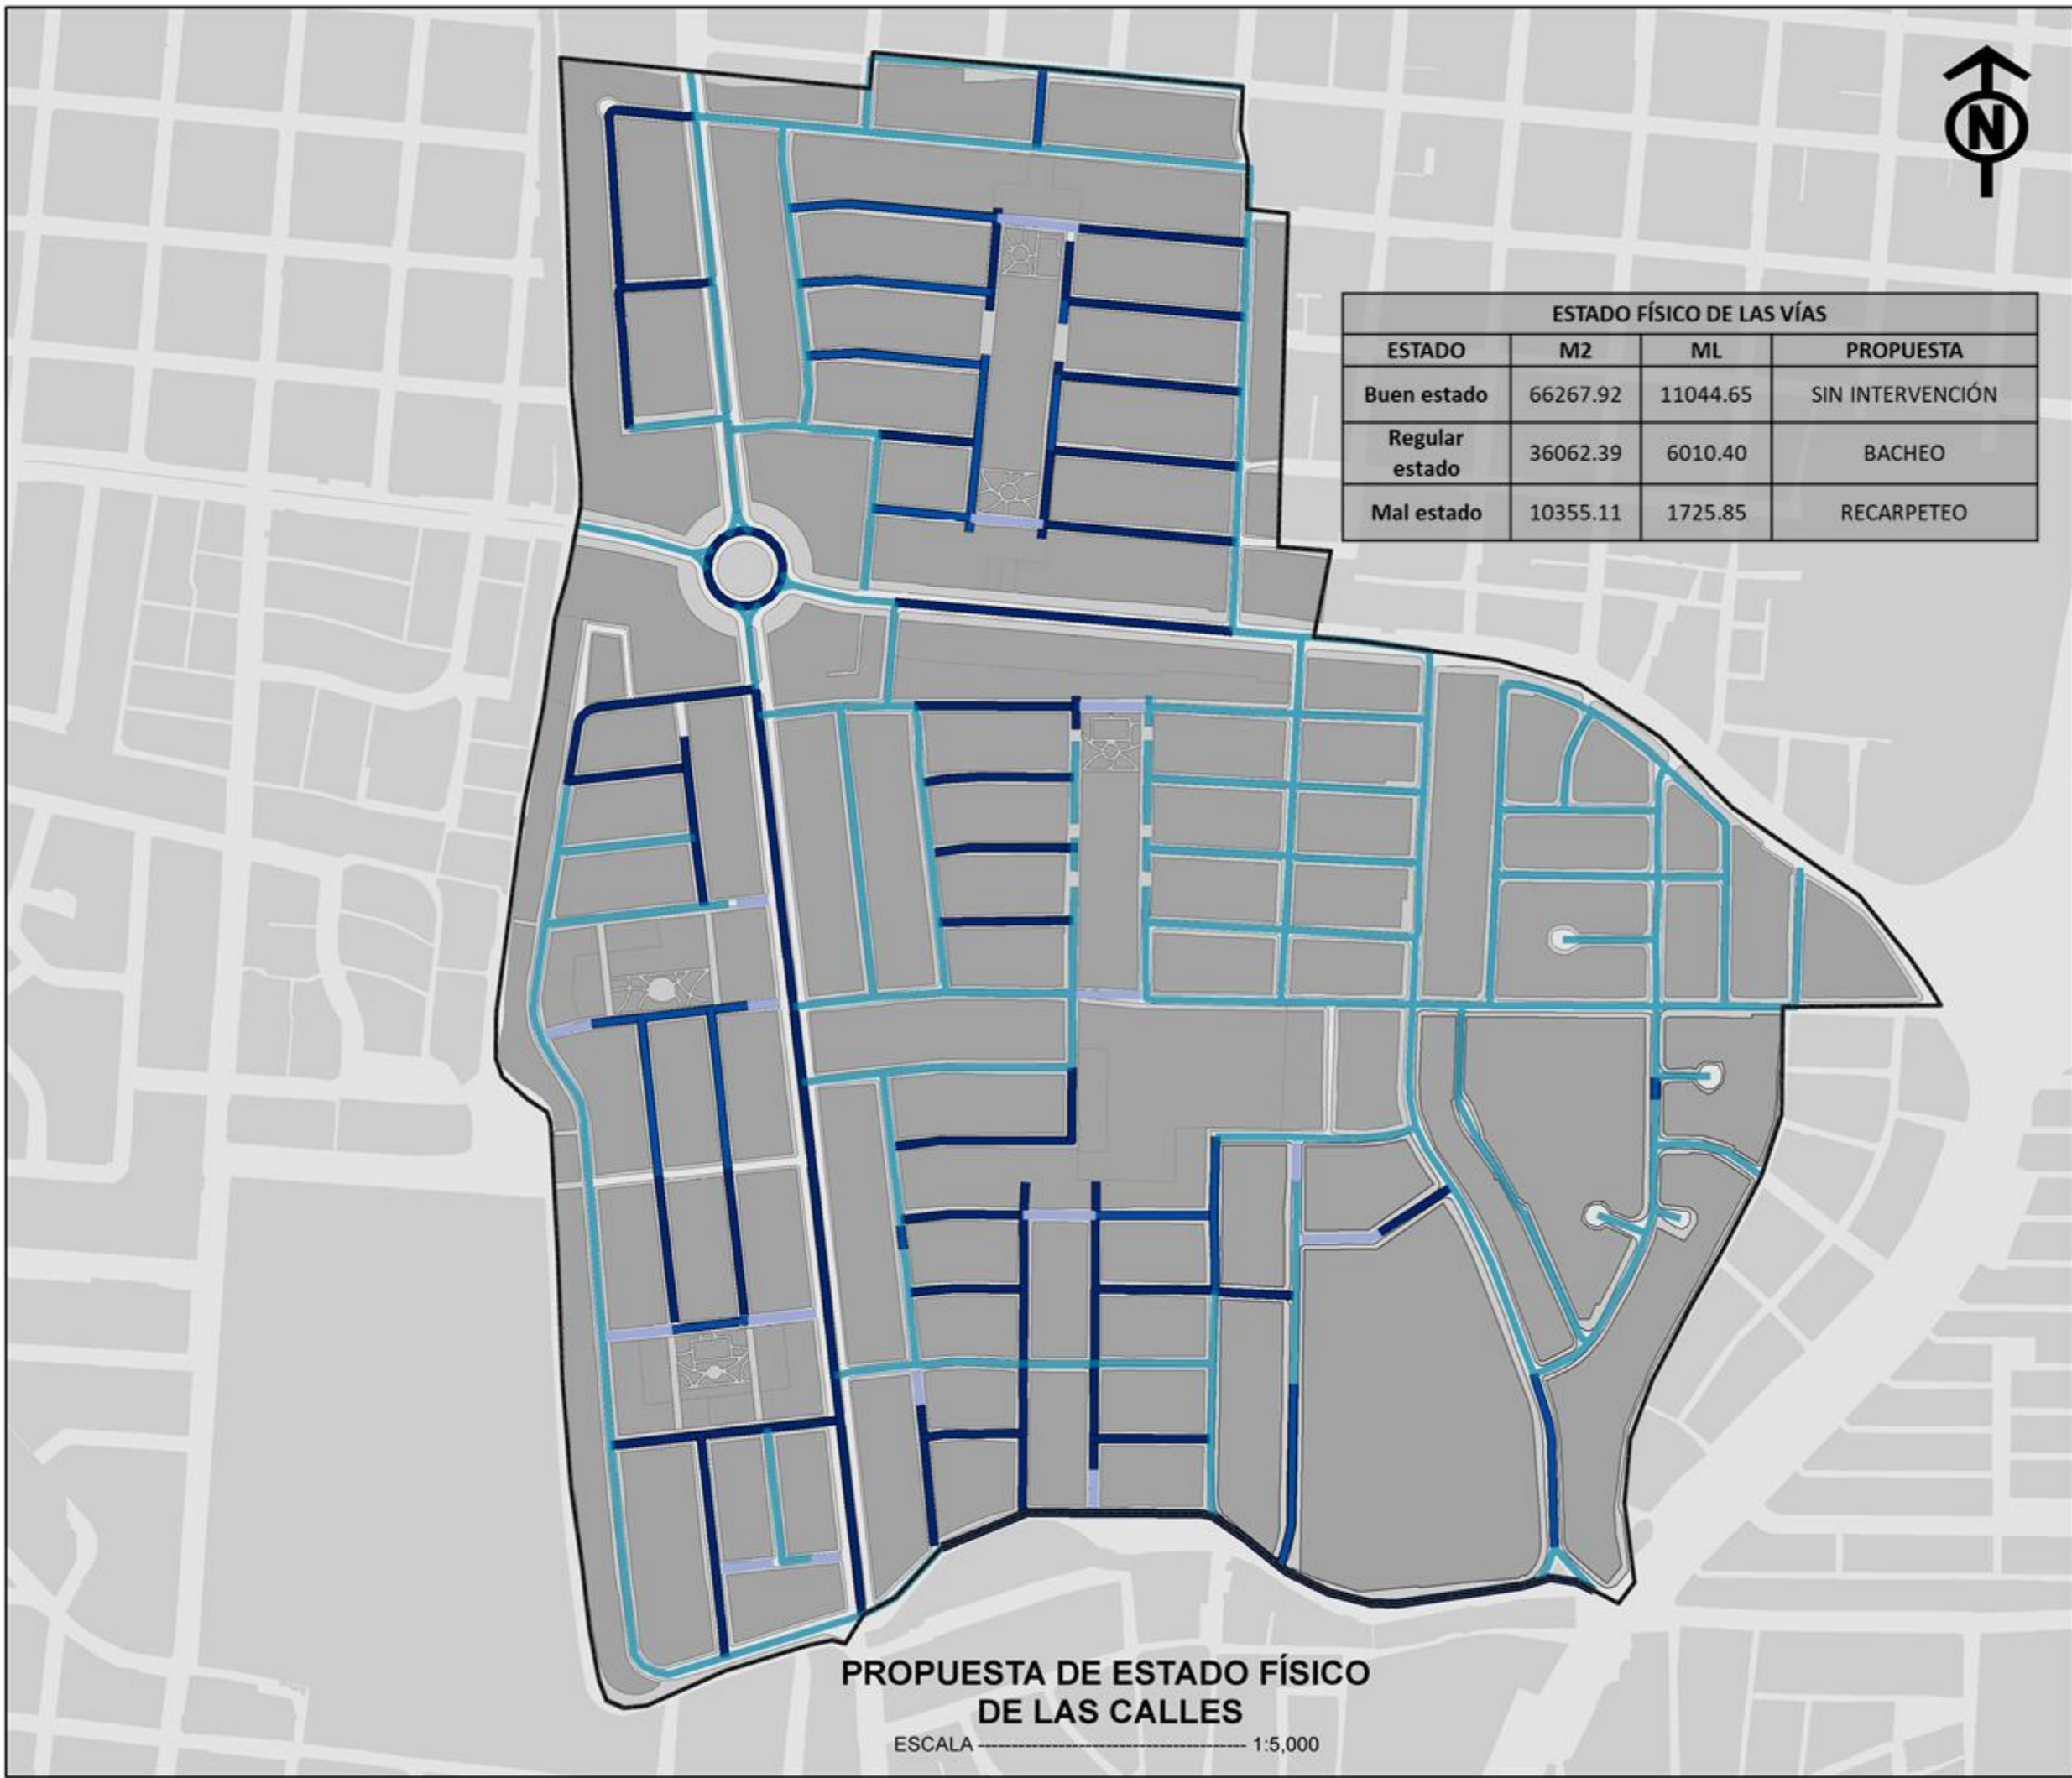 N
ESTADO FÍSICO DE LAS VÍAS
ESTADO M2 ML PROPUESTA
Buen estado 66267.92 11044.65 SIN INTERVENCIÓN
Regular estado 36062.39 6010.40 BACHEO
Mal estado 10355.11 1725.85 RECARPETEO
PROPUESTA DE ESTADO FÍSICO
DE LAS CALLES
ESCALA ------------------------------------ 1:5,000